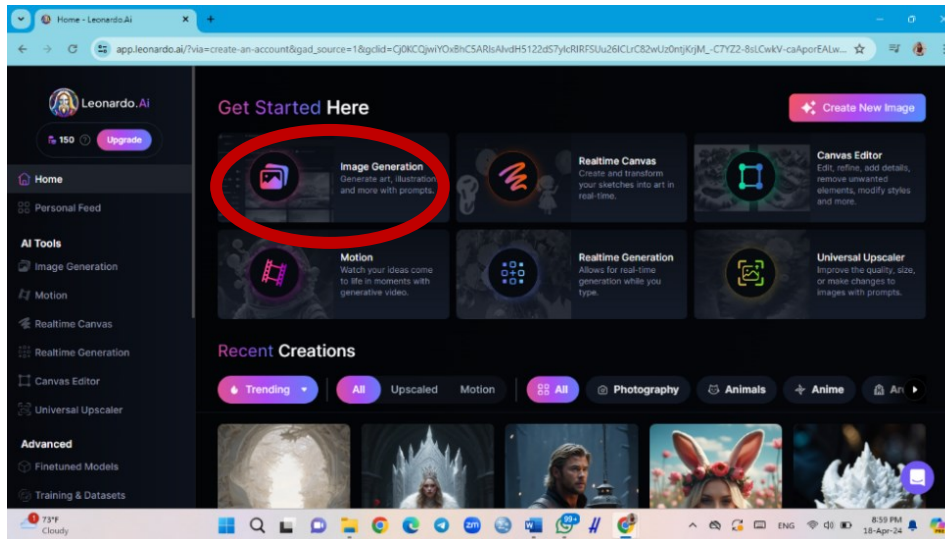 Home - Leonardo.Ai
app.leonardo.ai/?via=create-an-account&gad_source=1&gclid=
Leonardo.Ai
150
Upgrade
Home
Personal Feed
AI Tools
Image Generation
Motion
Realtime Canvas
Realtime Generation
Canvas Editor
Universal Upscaler
Advanced
Finetuned Models
Training & Datasets
Get Started Here
Create New Image
Image Generation
Generate art, illustration
and more with prompts.
Realtime Canvas
Create and transform
your sketches into art in
real-time.
Canvas Editor
Edit, refine, add details,
remove unwanted
elements, modify styles
and more.
Motion
Watch your ideas come
to life in moments with
generative video.
Realtime Generation
Allows for real-time
generation while you
type.
Universal Upscaler
Improve the quality, size,
or make changes to
images with prompts.
Recent Creations
Trending
All
Upscaled
Motion
All
Photography
Animals
Anime
73°F
Cloudy
zm
99+
ENG
8:59 PM
18-Apr-24